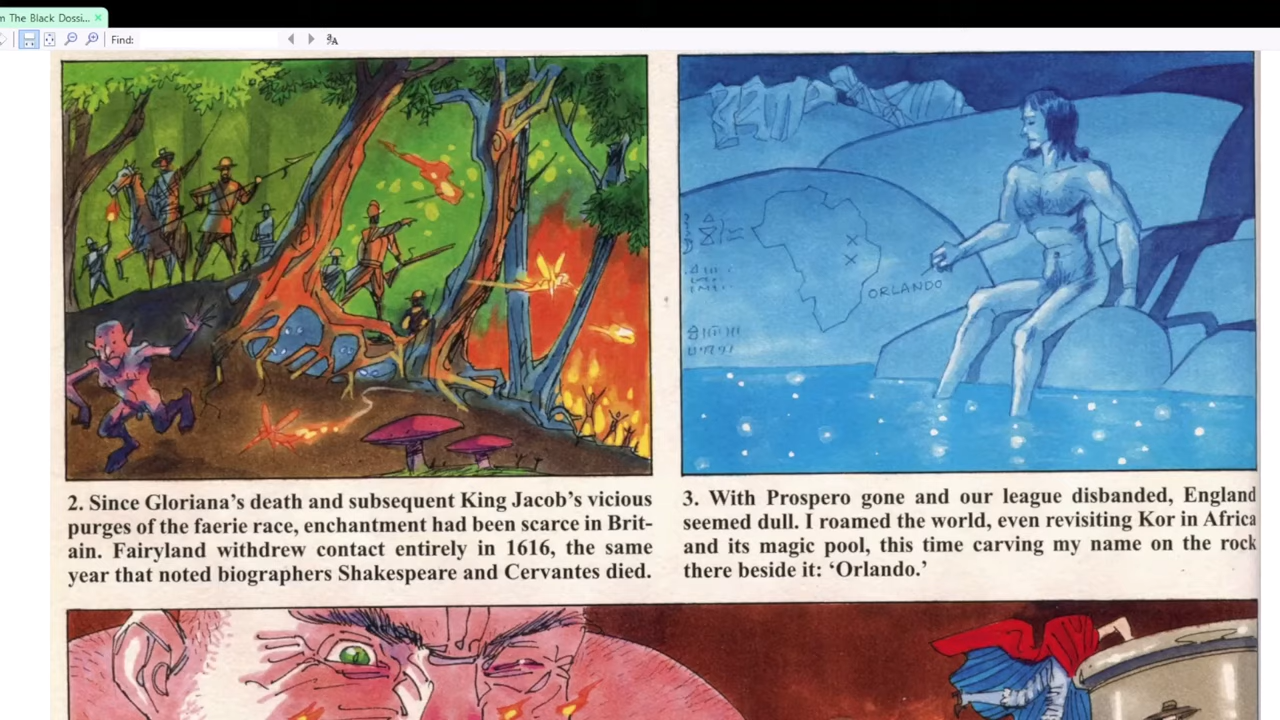 m The Black Dossi...
Find:
ORLANDO
2. Since Gloriana's death and subsequent King Jacob's vicious
purges of the faerie race, enchantment had been scarce in Brit-
ain. Fairyland withdrew contact entirely in 1616, the same
year that noted biographers Shakespeare and Cervantes died.
3. With Prospero gone and our league disbanded, England
seemed dull. I roamed the world, even revisiting Kor in Africa
and its magic pool, this time carving my name on the rock
there beside it: ‘Orlando.’